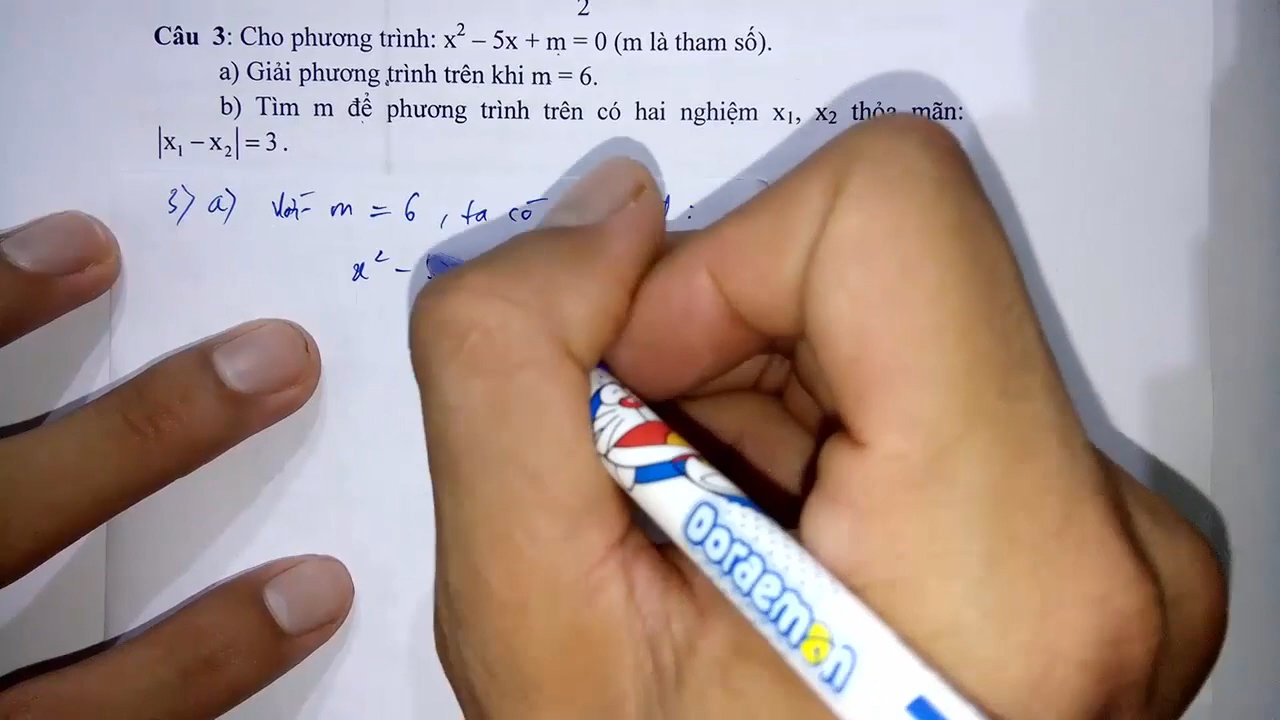 2
Câu 3: Cho phương trình: x² – 5x + m = 0 (m là tham số).
a) Giải phương trình trên khi m = 6.
b) Tìm m để phương trình trên có hai nghiệm x₁, x₂ thỏa mãn:
|x₁ – x₂| = 3.
3) a) Với m = 6 , ta có :
x² –
Doraemon